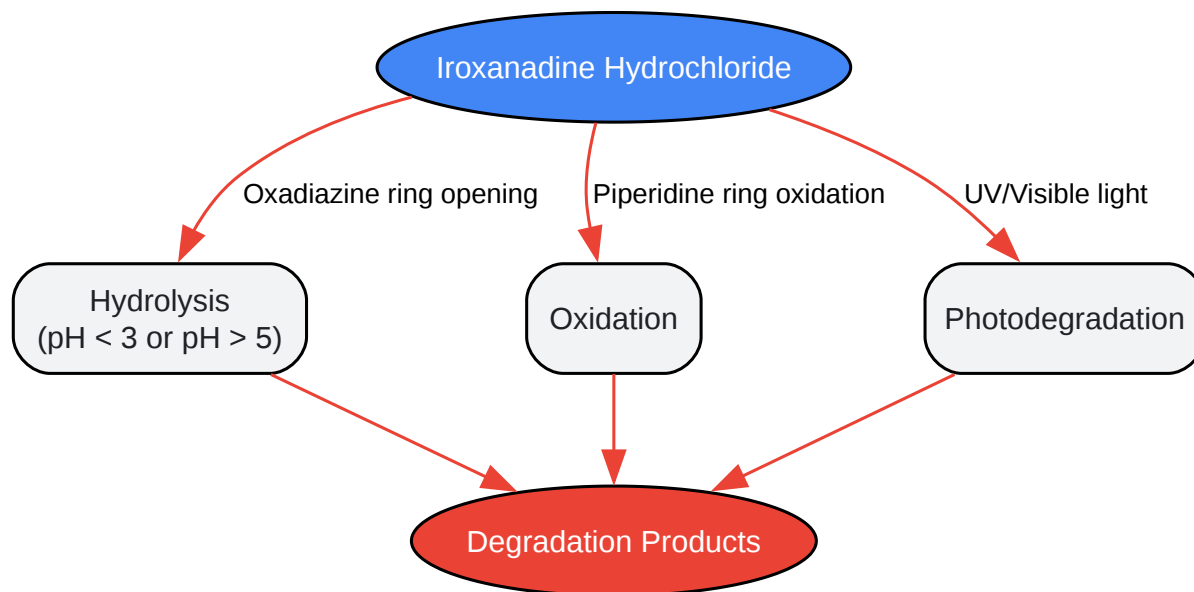 Iroxanadine Hydrochloride
Oxadiazine ring opening
Piperidine ring oxidation
UV/Visible light
Hydrolysis
(pH < 3 or pH > 5)
Oxidation
Photodegradation
Degradation Products